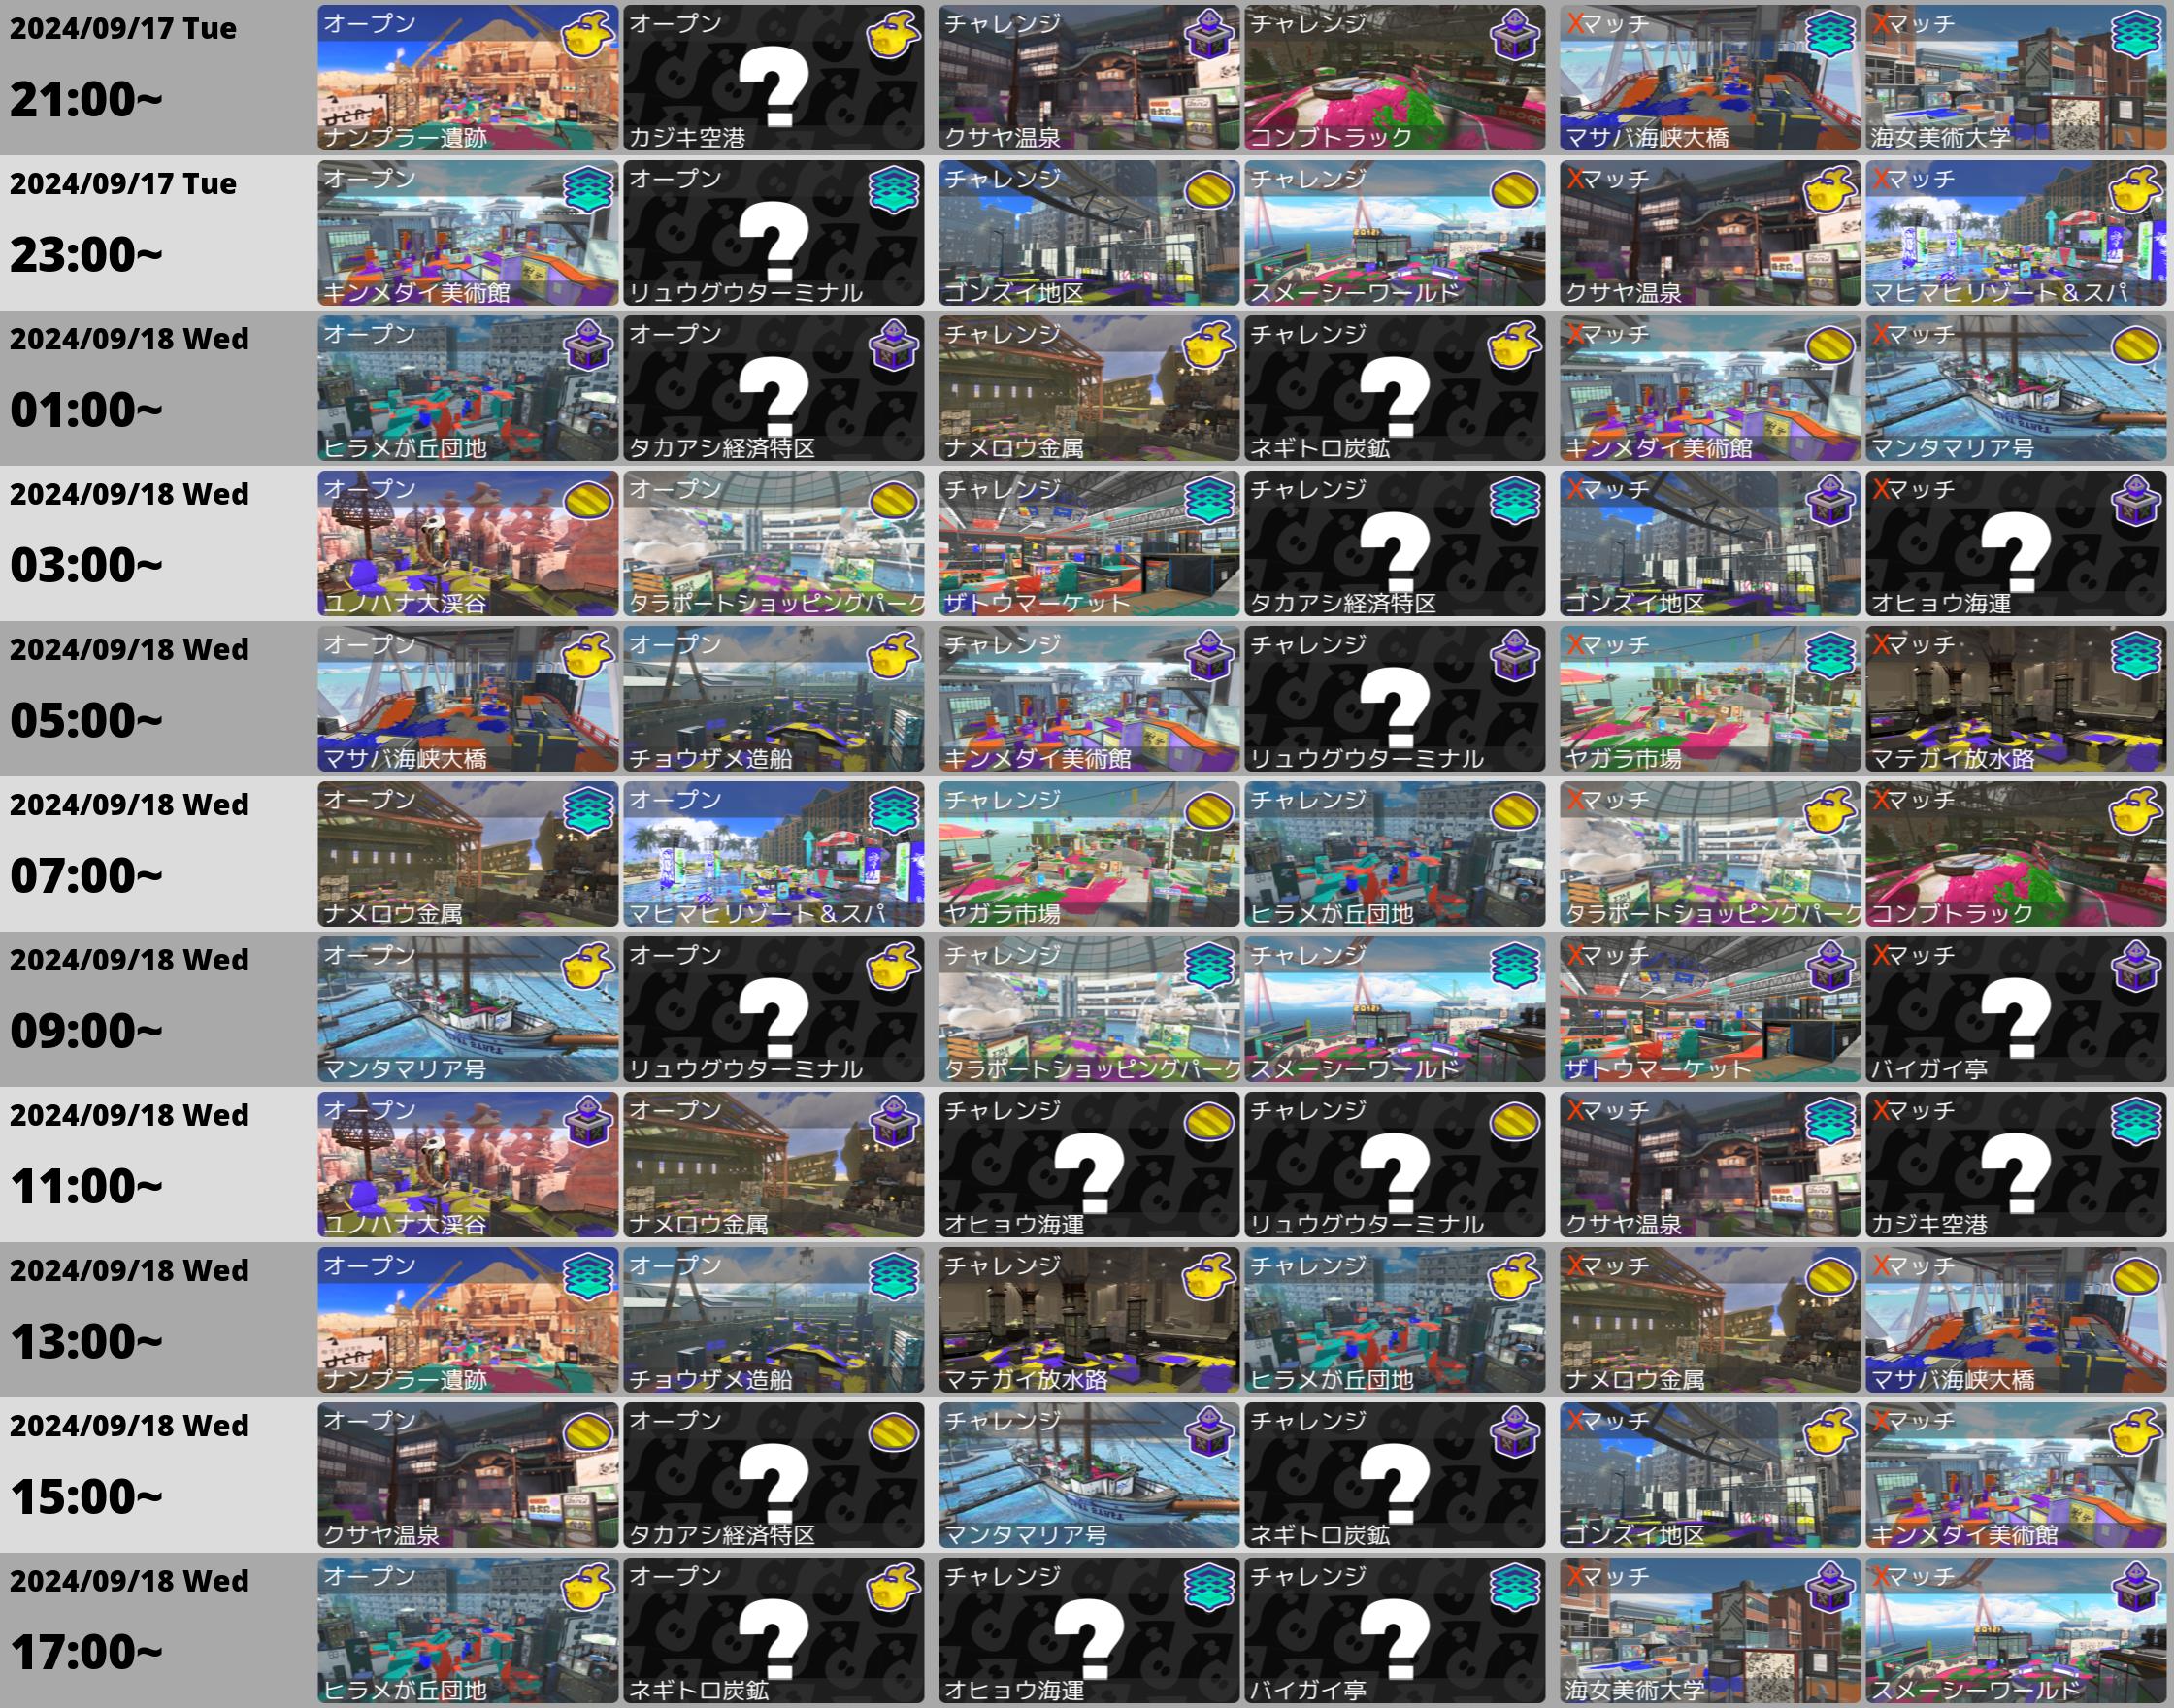 2024/09/17 Tue
21:00~
オープン
ナンプラー遺跡
オープン
カジキ空港
チャレンジ
クサヤ温泉
チャレンジ
コンブトラック
Xマッチ
マサバ海峡大橋
Xマッチ
海女美術大学
2024/09/17 Tue
23:00~
オープン
キンメダイ美術館
オープン
リュウグウターミナル
チャレンジ
ゴンズイ地区
チャレンジ
スメーシーワールド
Xマッチ
クサヤ温泉
Xマッチ
マヒマヒリゾート＆スパ
2024/09/18 Wed
01:00~
オープン
ヒラメが丘団地
オープン
タカアシ経済特区
チャレンジ
ナメロウ金属
チャレンジ
ネギトロ炭鉱
Xマッチ
キンメダイ美術館
Xマッチ
マンタマリア号
2024/09/18 Wed
03:00~
オープン
ユノハナ大渓谷
オープン
タラポートショッピングパーク
チャレンジ
ザトウマーケット
チャレンジ
タカアシ経済特区
Xマッチ
ゴンズイ地区
Xマッチ
オヒョウ海運
2024/09/18 Wed
05:00~
オープン
マサバ海峡大橋
オープン
チョウザメ造船
チャレンジ
キンメダイ美術館
チャレンジ
リュウグウターミナル
Xマッチ
ヤガラ市場
Xマッチ
マテガイ放水路
2024/09/18 Wed
07:00~
オープン
ナメロウ金属
オープン
マヒマヒリゾート＆スパ
チャレンジ
ヤガラ市場
チャレンジ
ヒラメが丘団地
Xマッチ
タラポートショッピングパーク
Xマッチ
コンブトラック
2024/09/18 Wed
09:00~
オープン
マンタマリア号
オープン
リュウグウターミナル
チャレンジ
タラポートショッピングパーク
チャレンジ
スメーシーワールド
Xマッチ
ザトウマーケット
Xマッチ
バイガイ亭
2024/09/18 Wed
11:00~
オープン
ユノハナ大渓谷
オープン
ナメロウ金属
チャレンジ
オヒョウ海運
チャレンジ
リュウグウターミナル
Xマッチ
クサヤ温泉
Xマッチ
カジキ空港
2024/09/18 Wed
13:00~
オープン
ナンプラー遺跡
オープン
チョウザメ造船
チャレンジ
マテガイ放水路
チャレンジ
ヒラメが丘団地
Xマッチ
ナメロウ金属
Xマッチ
マサバ海峡大橋
2024/09/18 Wed
15:00~
オープン
クサヤ温泉
オープン
タカアシ経済特区
チャレンジ
マンタマリア号
チャレンジ
ネギトロ炭鉱
Xマッチ
ゴンズイ地区
Xマッチ
キンメダイ美術館
2024/09/18 Wed
17:00~
オープン
ヒラメが丘団地
オープン
ネギトロ炭鉱
チャレンジ
オヒョウ海運
チャレンジ
バイガイ亭
Xマッチ
海女美術大学
Xマッチ
スメーシーワールド